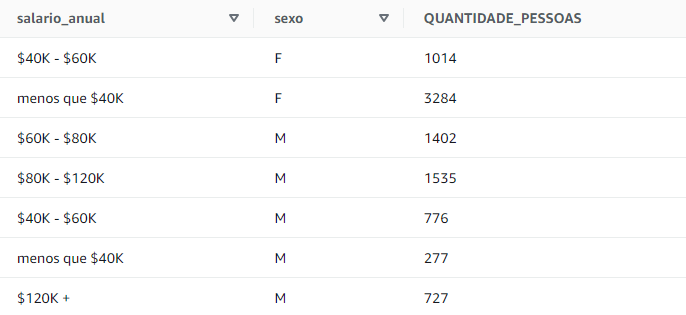 salario_anual sexo QUANTIDADE_PESSOAS
$40K - $60K F 1014
menos que $40K F 3284
$60K - $80K M 1402
$80K - $120K M 1535
$40K - $60K M 776
menos que $40K M 277
$120K + M 727